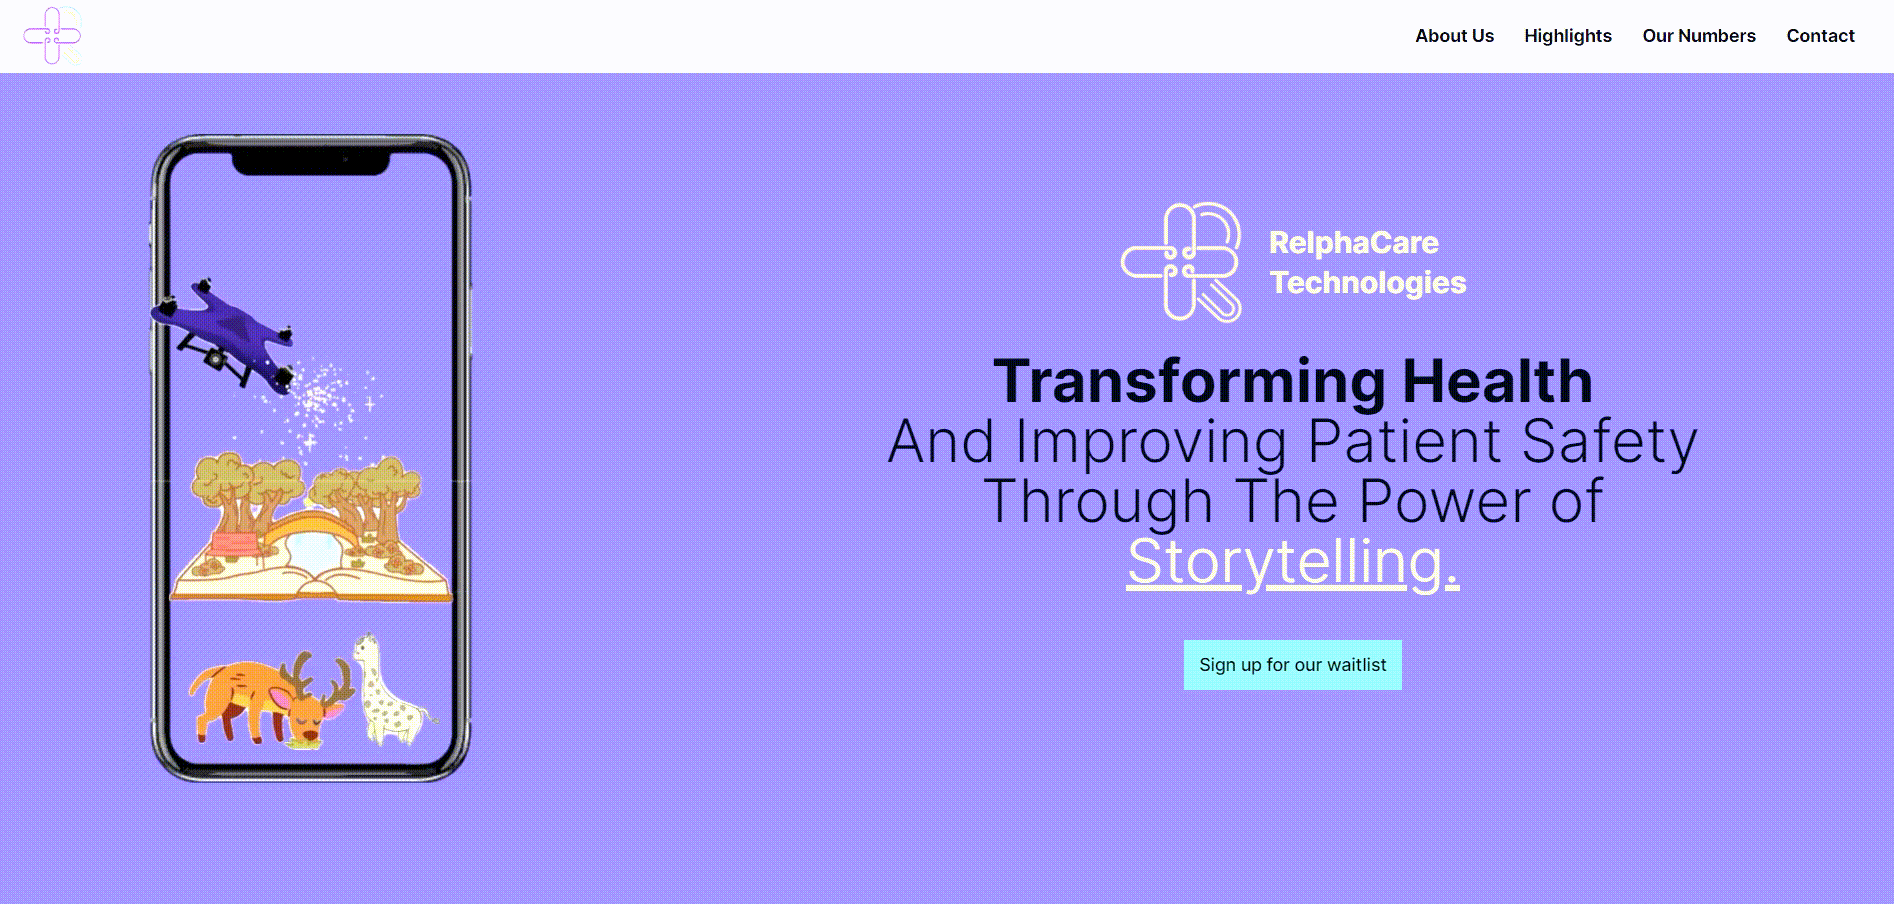 About Us
Highlights
Our Numbers
Contact
RelphaCare
Technologies
Transforming Health
And Improving Patient Safety
Through The Power of
Storytelling.
Sign up for our waitlist